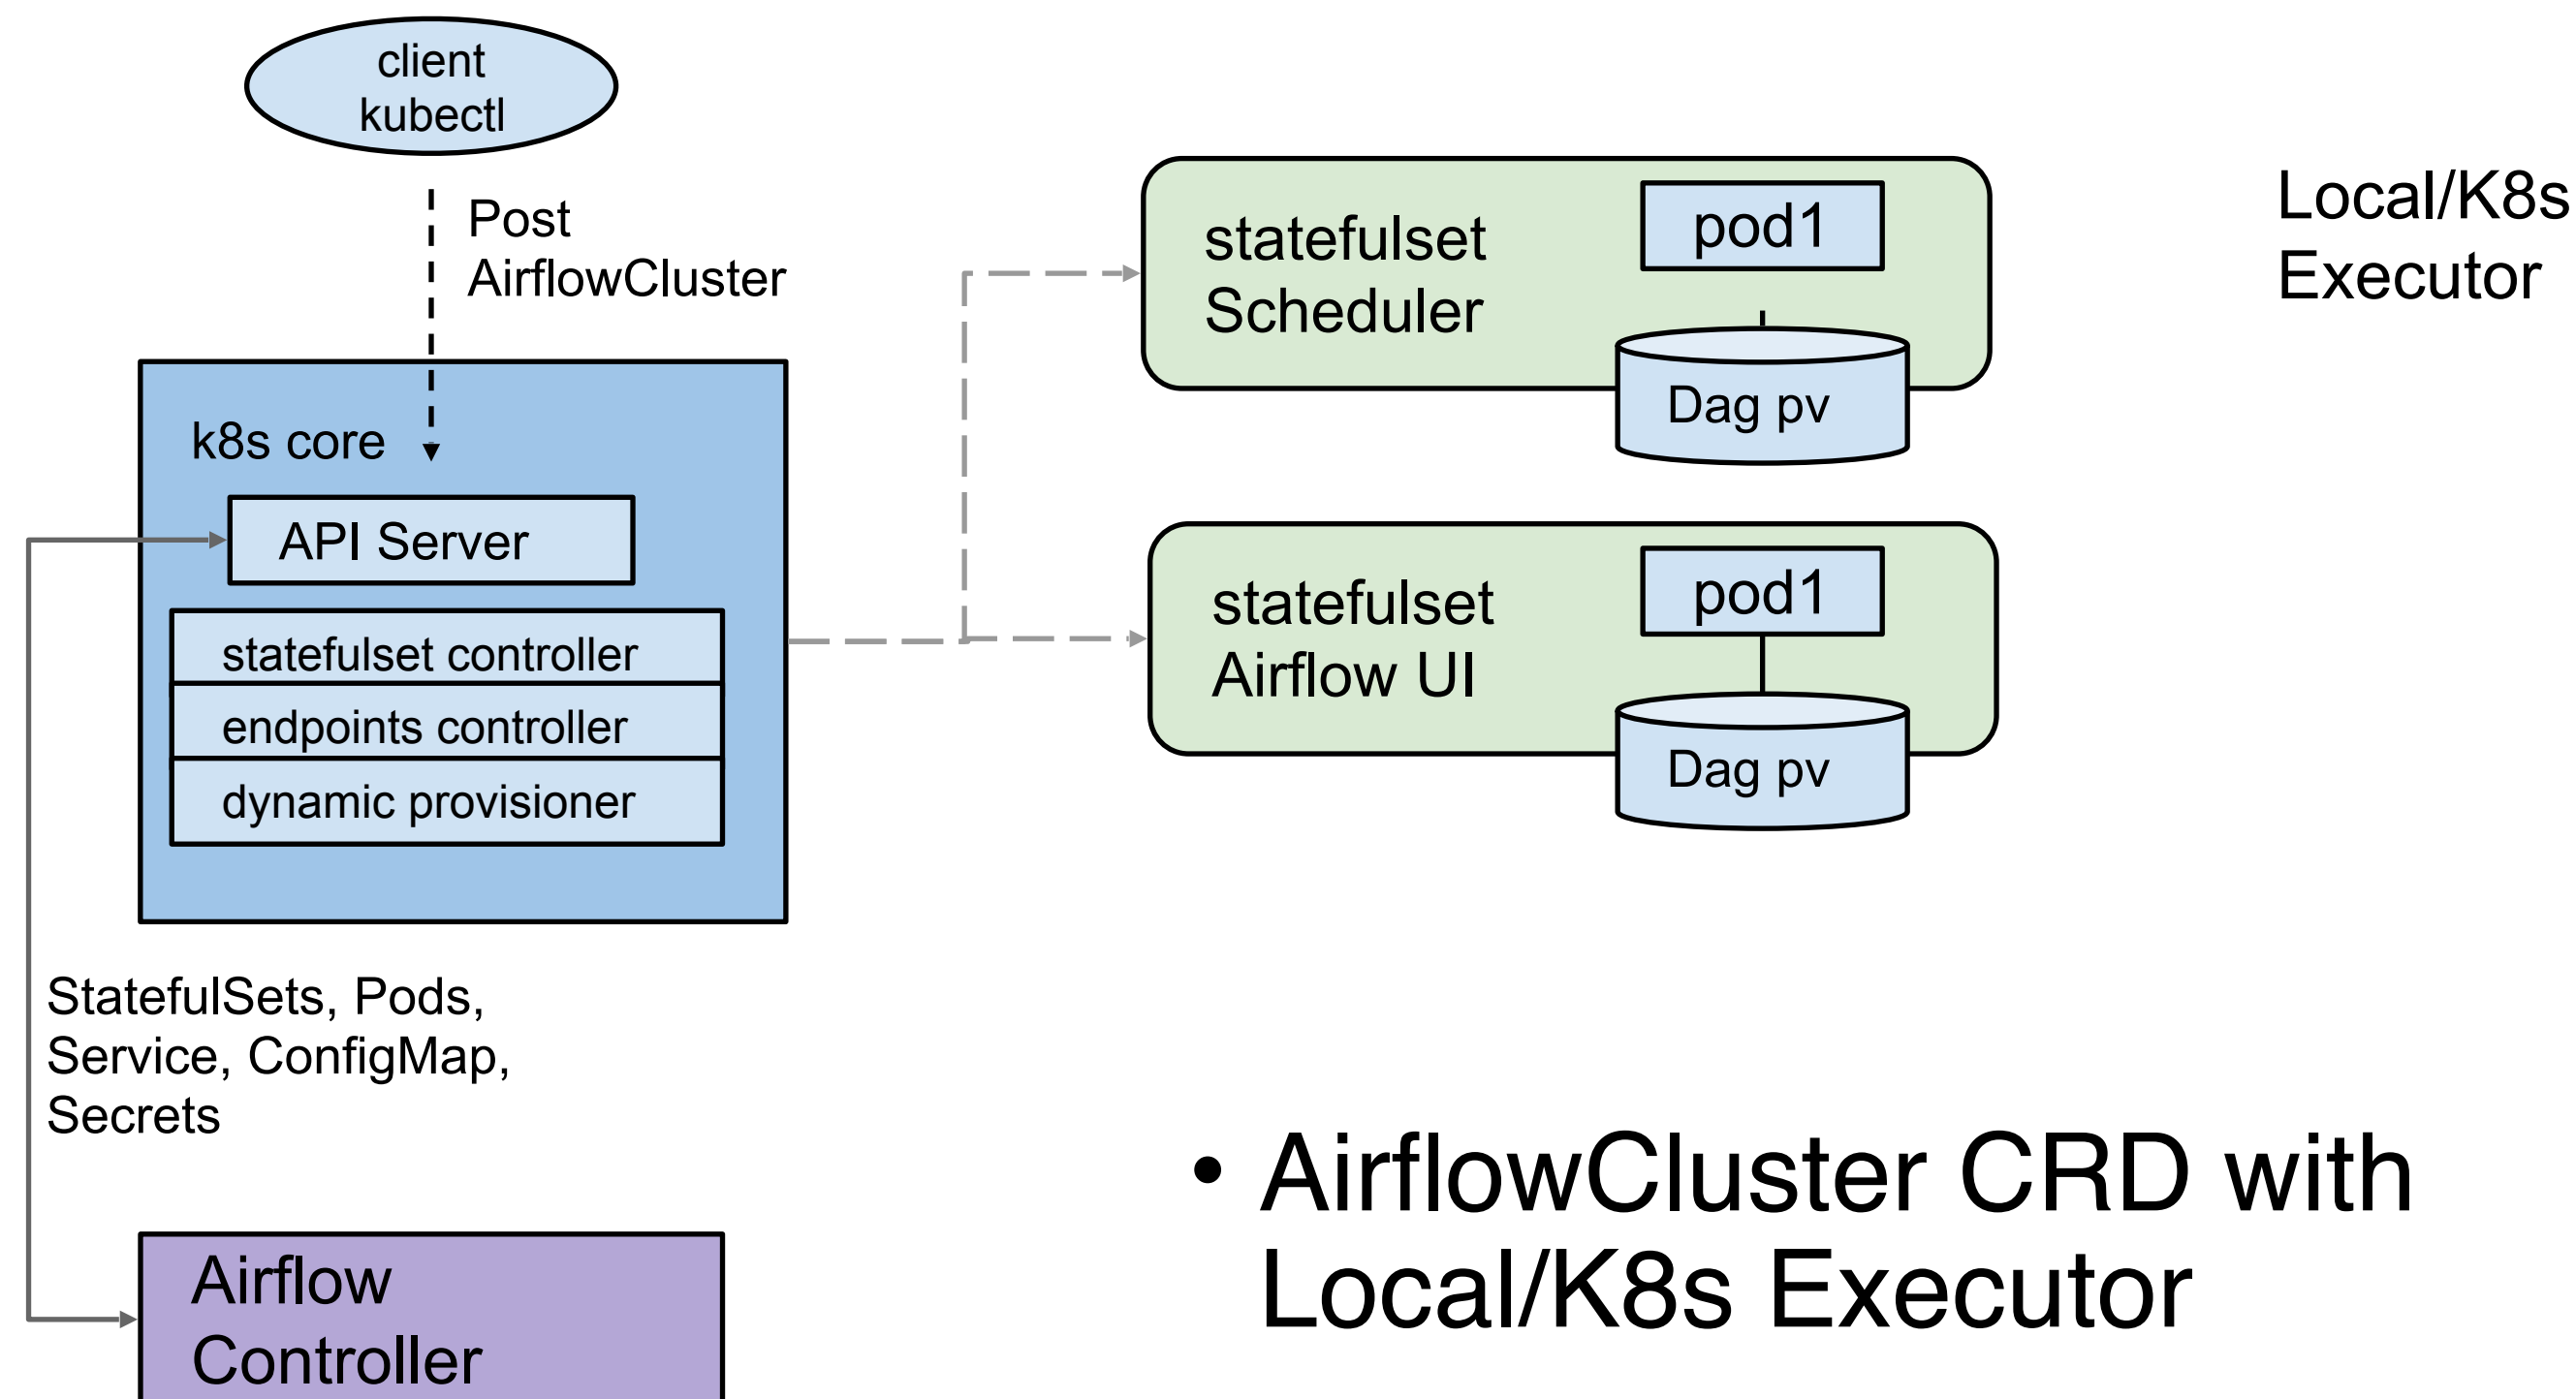 client
kubectl
Post
AirflowCluster
k8s core
API Server
statefulset controller
endpoints controller
dynamic provisioner
StatefulSets, Pods,
Service, ConfigMap,
Secrets
Airflow
Controller
statefulset
Scheduler
pod1
Dag pv
statefulset
Airflow UI
pod1
Dag pv
Local/K8s
Executor
• AirflowCluster CRD with
Local/K8s Executor